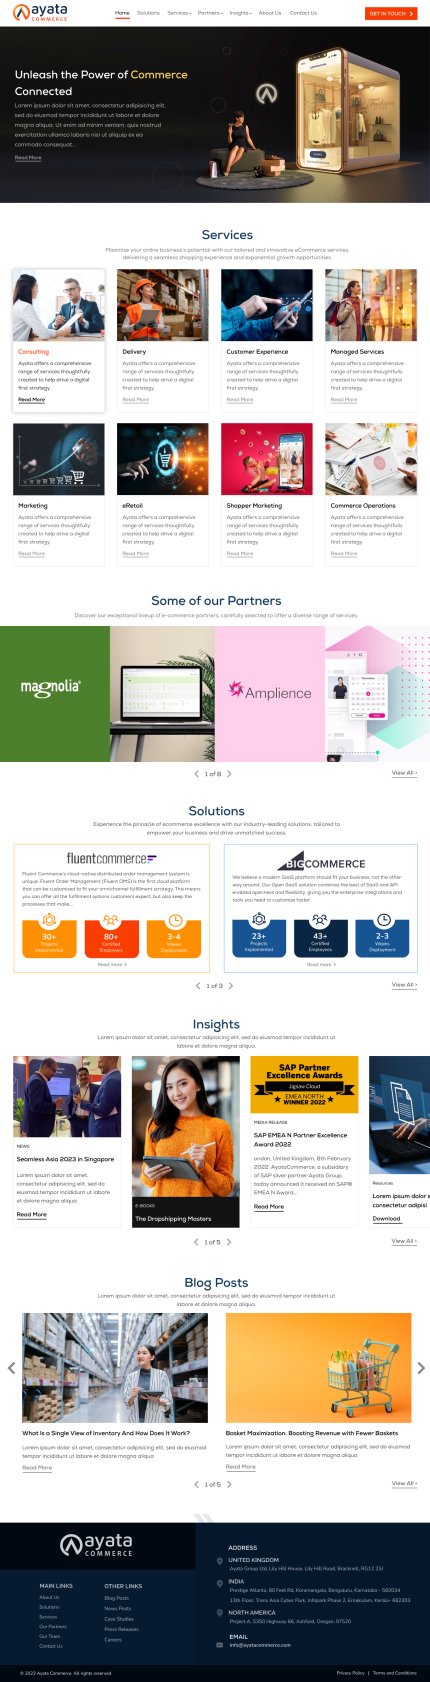 ayata
COMMERCE
Home Solutions Services Partners Insights About Us Contact Us
GET IN TOUCH
Unleash the Power of Commerce
Connected
Lorem ipsum dolor sit amet, consectetur adipisicing elit,
sed do eiusmod tempor incididunt ut labore et dolore
magna aliqua. Ut enim ad minim veniam, quis nostrud
exercitation ullamco laboris nisi ut aliquip ex ea
commodo consequat...
Read More
Services
Maximize your online business's potential with our tailored and innovative eCommerce services,
delivering a seamless shopping experience and exponential growth opportunities.
Consulting
Ayata offers a comprehensive
range of services thoughtfully
created to help drive a digital
first strategy.
Read More
Delivery
Ayata offers a comprehensive
range of services thoughtfully
created to help drive a digital
first strategy.
Read More
Customer Experience
Ayata offers a comprehensive
range of services thoughtfully
created to help drive a digital
first strategy.
Read More
Managed Services
Ayata offers a comprehensive
range of services thoughtfully
created to help drive a digital
first strategy.
Read More
Marketing
Ayata offers a comprehensive
range of services thoughtfully
created to help drive a digital
first strategy.
Read More
eRetail
Ayata offers a comprehensive
range of services thoughtfully
created to help drive a digital
first strategy.
Read More
Shopper Marketing
Ayata offers a comprehensive
range of services thoughtfully
created to help drive a digital
first strategy.
Read More
Commerce Operations
Ayata offers a comprehensive
range of services thoughtfully
created to help drive a digital
first strategy.
Read More
Some of our Partners
Discover our exceptional lineup of e-commerce partners, carefully selected to offer a diverse range of services.
magnolia
Amplience
1 of 8
View All >
Solutions
Experience the pinnacle of ecommerce excellence with our industry-leading solutions, tailored to
empower your business and drive unmatched success.
fluentcommerce
Fluent Commerce's cloud-native distributed order management system is
unique. Fluent Order Management (Fluent OMS) is the first cloud platform
that can be customised to fit your omnichannel fulfillment strategy. This means
you can offer all the fulfillment options customers expect, but also keep the
processes that make...
30+
Projects
Implemented
80+
Certified
Employees
3-4
Weeks
Deployment
Read more >
BIGCOMMERCE
We believe a modern SaaS platform should fit your business, not the other
way around. Our Open SaaS solution combines the best of SaaS and API
enabled openness and flexibility, giving you the enterprise integrations and
tools you need to customise faster.
23+
Projects
Implemented
43+
Certified
Employees
2-3
Weeks
Deployment
Read more >
1 of 3
View All >
Insights
Lorem ipsum dolor sit amet, consectetur adipisicing elit, sed do eiusmod tempor incididunt ut
labore et dolore magna aliqua.
NEWS
Seamless Asia 2023 in Singapore
Lorem ipsum dolor sit amet,
consectetur adipisicing elit, sed do
eiusmod tempor incididunt ut labore
et dolore magna aliqua
Read More
E-BOOKS
The Dropshipping Masters
SAP Partner
Excellence Awards
Jigsaw Cloud
EMEA NORTH
WINNER 2022
MEDIA RELEASE
SAP EMEA N Partner Excellence
Award 2022
ondon, United Kingdom, 8th February
2022: AyataCommerce, a subsidiary
of SAP silver partner Ayata Group,
today announced it received an SAP®
EMEA N Award...
Read More
Resources
Lorem ipsum dolor s
consectetur adipisi
Download
1 of 5
View All >
Blog Posts
Lorem ipsum dolor sit amet, consectetur adipisicing elit, sed do eiusmod tempor incididunt ut
labore et dolore magna aliqua.
What Is a Single View of Inventory And How Does It Work?
Lorem ipsum dolor sit amet, consectetur adipisicing elit, sed do eiusmod
tempor incididunt ut labore et dolore magna aliqua
Read More
Basket Maximization: Boosting Revenue with Fewer Baskets
Lorem ipsum dolor sit amet, consectetur adipisicing elit, sed do eiusmod
tempor incididunt ut labore et dolore magna aliqua
Read More
1 of 5
View All >
ayata
COMMERCE
MAIN LINKS
About Us
Solutions
Services
Our Partners
Our Team
Contact Us
OTHER LINKS
Blog Posts
News Posts
Case Studies
Press Releases
Careers
ADDRESS
UNITED KINGDOM
Ayata Group Ltd, Lily Hill House, Lily Hill Road, Bracknell, RG12 2SJ
INDIA
Prestige Atlanta, 80 Feet Rd, Koramangala, Bengaluru, Karnataka – 560034
13th Floor, Trans Asia Cyber Park, Infopark Phase 2, Ernakulam, Kerala- 682303
NORTH AMERICA
Project A, 5350 Highway 66, Ashford, Oregon, 97520
EMAIL
info@ayatacommerce.com
© 2023 Ayata Commerce. All rights reserved
Privacy Policy | Terms and Conditions